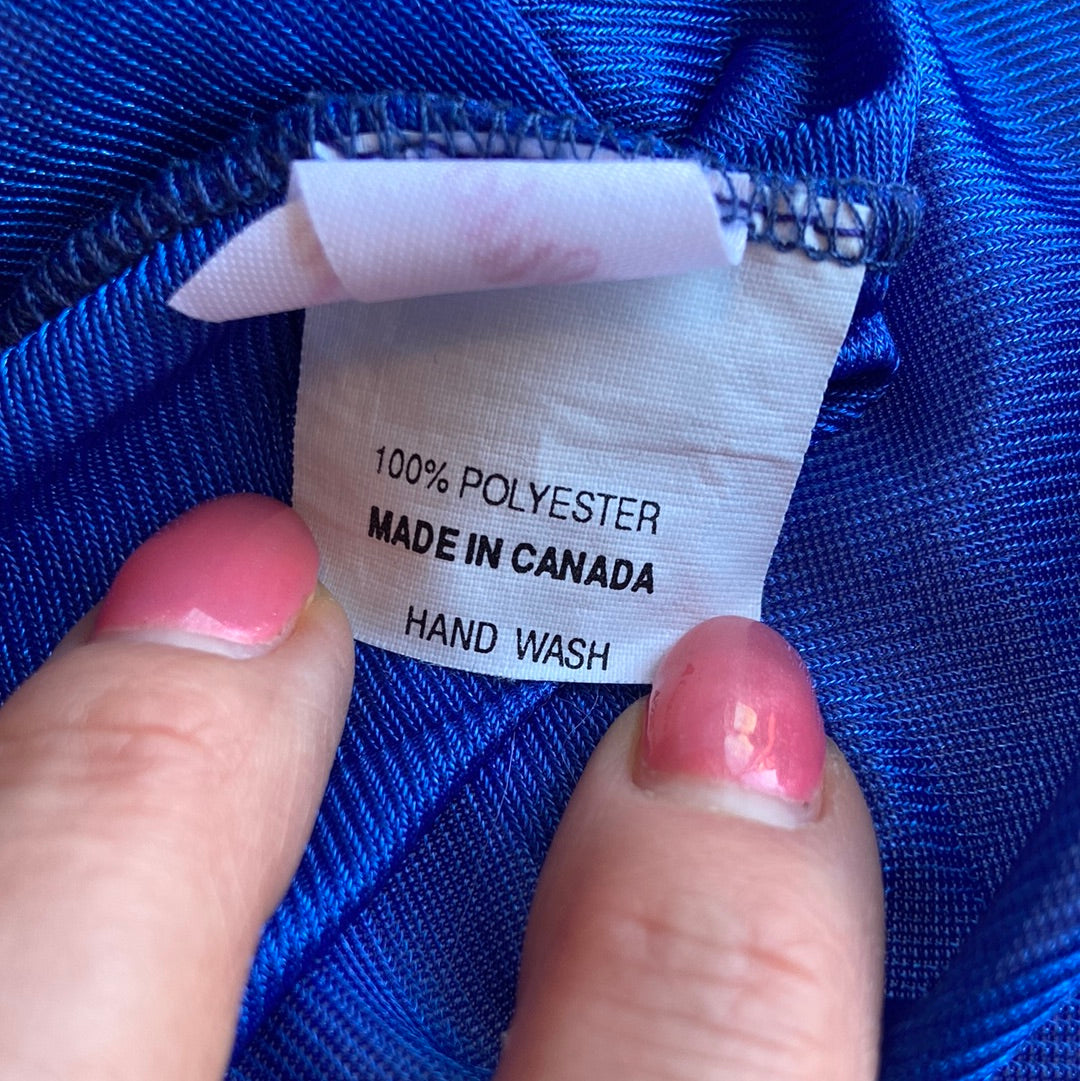 100% POLYESTER
MADE IN CANADA
HAND WASH